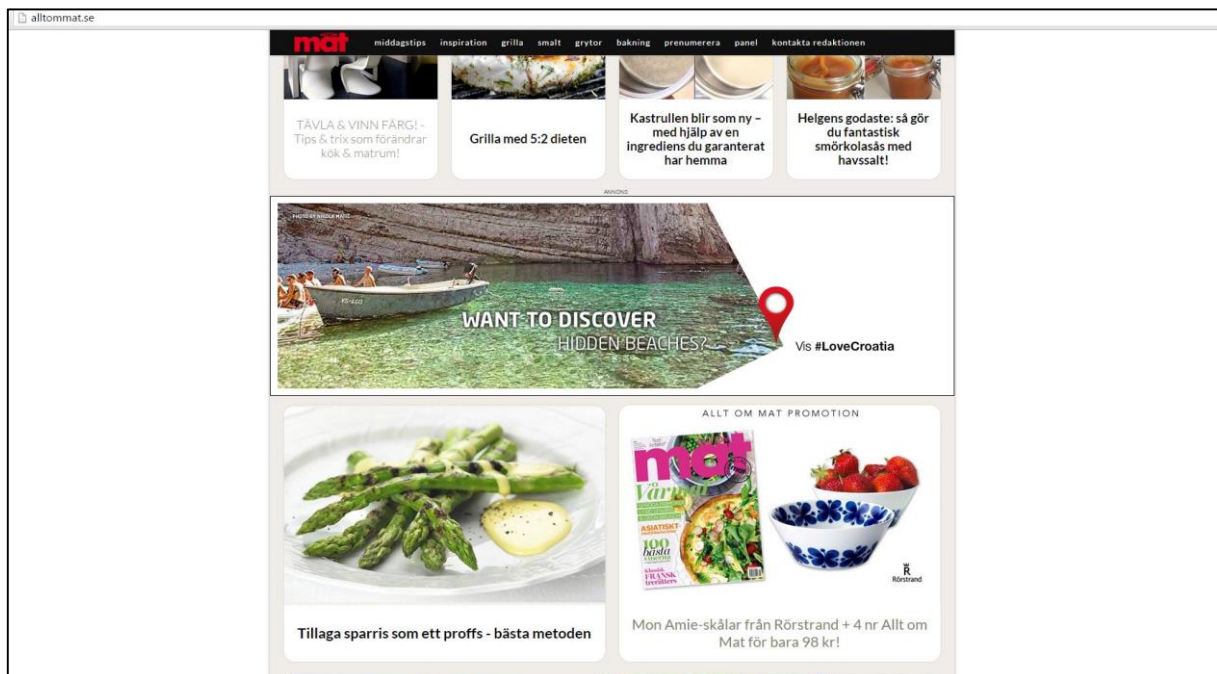 alltommat.se
mat
middagstips inspiration grilla smalt grytor bakning prenumerera panel kontakta redaktionen
TÄVLA & VINN FÄRG! -
Tips & trix som förändrar
kök & matrum!
Grilla med 5:2 dieten
Kastrullen blir som ny –
med hjälp av en
ingrediens du garanterat
har hemma
Helgens godaste: så gör
du fantastisk
smörkolasås med
havssalt!
ANNONS
WANT TO DISCOVER
HIDDEN BEACHES?
Vis #LoveCroatia
Tillaga sparris som ett proffs - bästa metoden
ALLT OM MAT PROMOTION
mat
ASIATISKT
100
bästa
FRANSK
Rörstrand
Mon Amie-skålar från Rörstrand + 4 nr Allt om
Mat för bara 98 kr!